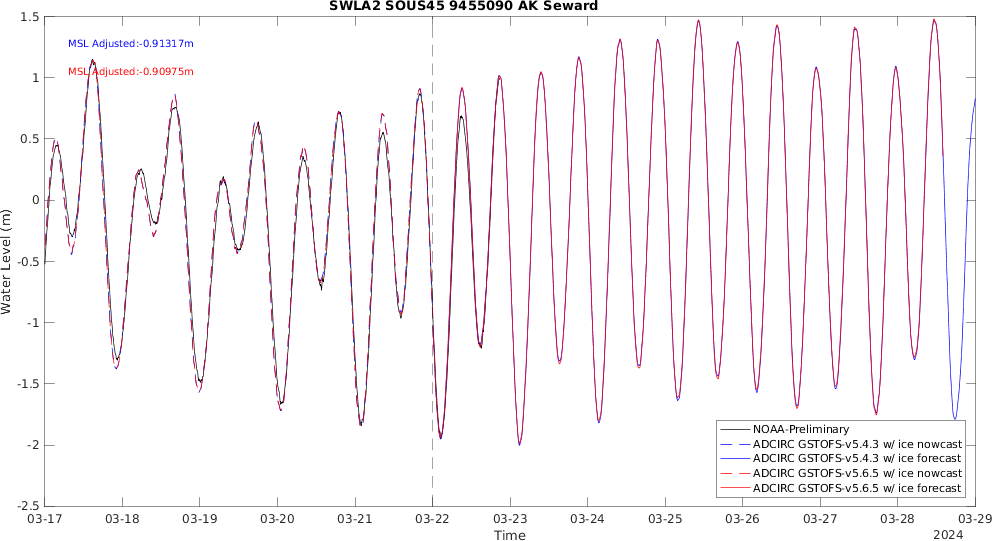 SWLA2 SOUS45 9455090 AK Seward
1.5
MSL Adjusted:-0.91317m
MSL Adjusted:-0.90975m
1
0.5
0
-0.5
-1
-1.5
-2
-2.5
Water Level (m)
NOAA-Preliminary
ADCIRC GSTOFS-v5.4.3 w/ ice nowcast
ADCIRC GSTOFS-v5.4.3 w/ ice forecast
ADCIRC GSTOFS-v5.6.5 w/ ice nowcast
ADCIRC GSTOFS-v5.6.5 w/ ice forecast
03-17 03-18 03-19 03-20 03-21 03-22 03-23 03-24 03-25 03-26 03-27 03-28 03-29
Time
2024